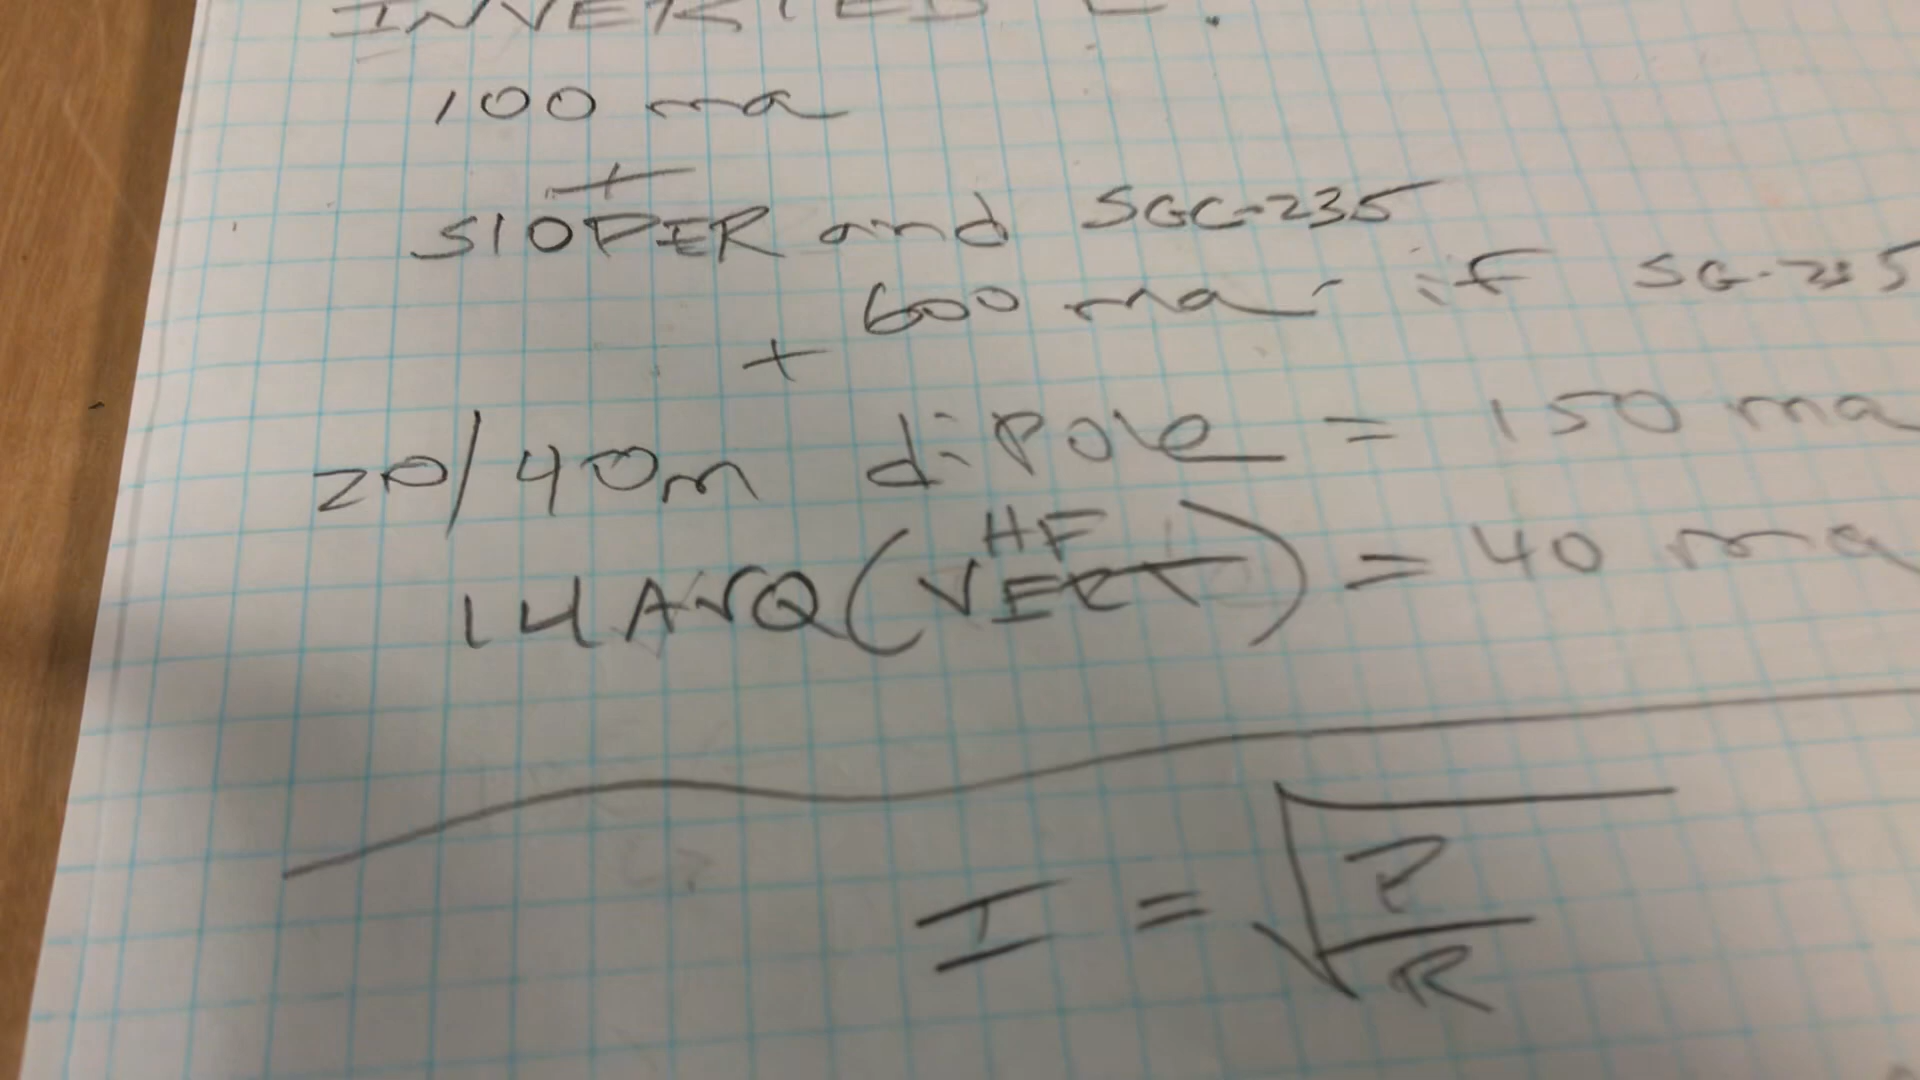 INVERTED L.
100 ma
+
SlOPER and SGC-235
600 ma if SG-235
+
20/40m dipole = 150 ma
14AVQ (HF VERT) = 40 ma
I = √P/R